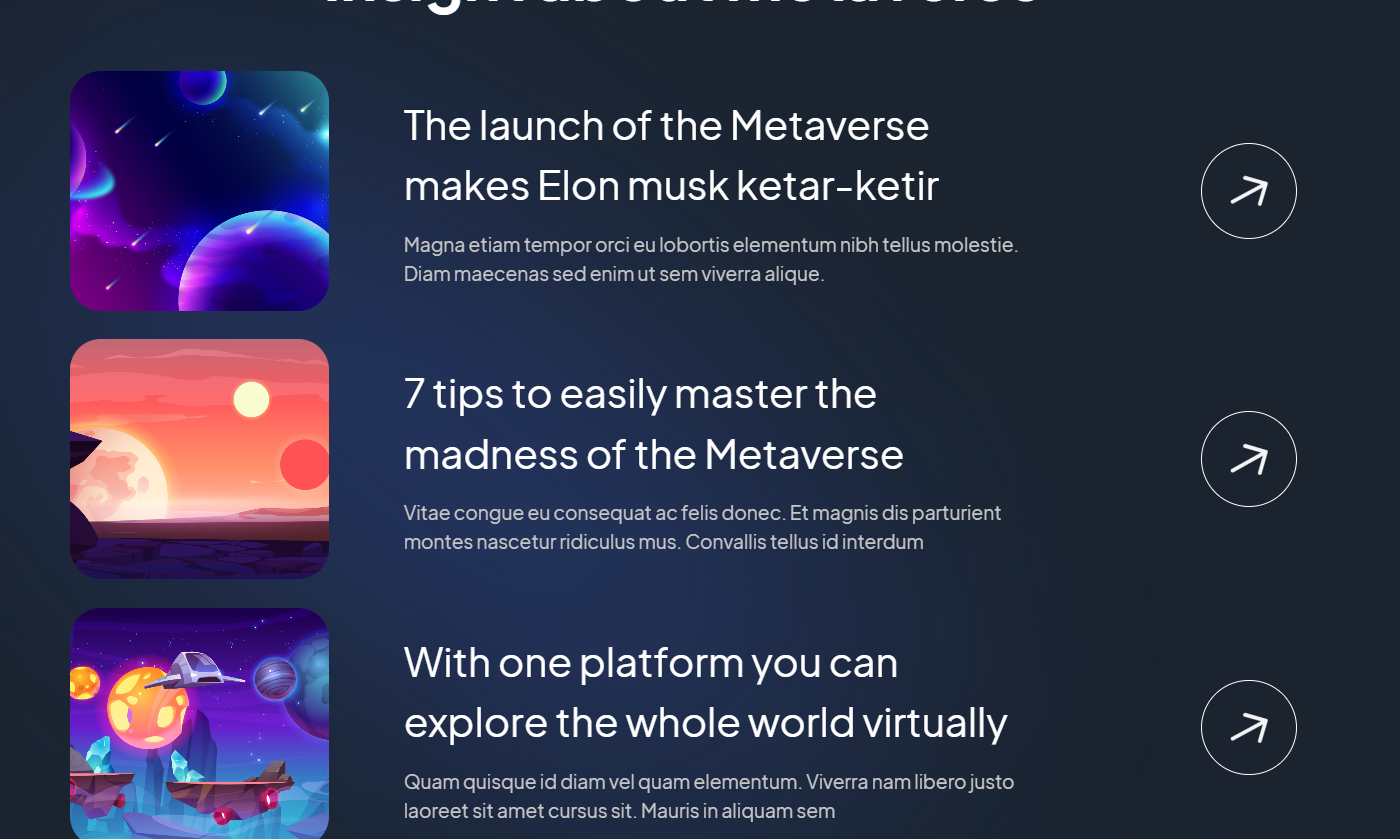 Insight about metaverse
The launch of the Metaverse
makes Elon musk ketar-ketir
Magna etiam tempor orci eu lobortis elementum nibh tellus molestie.
Diam maecenas sed enim ut sem viverra alique.
7 tips to easily master the
madness of the Metaverse
Vitae congue eu consequat ac felis donec. Et magnis dis parturient
montes nascetur ridiculus mus. Convallis tellus id interdum
With one platform you can
explore the whole world virtually
Quam quisque id diam vel quam elementum. Viverra nam libero justo
laoreet sit amet cursus sit. Mauris in aliquam sem